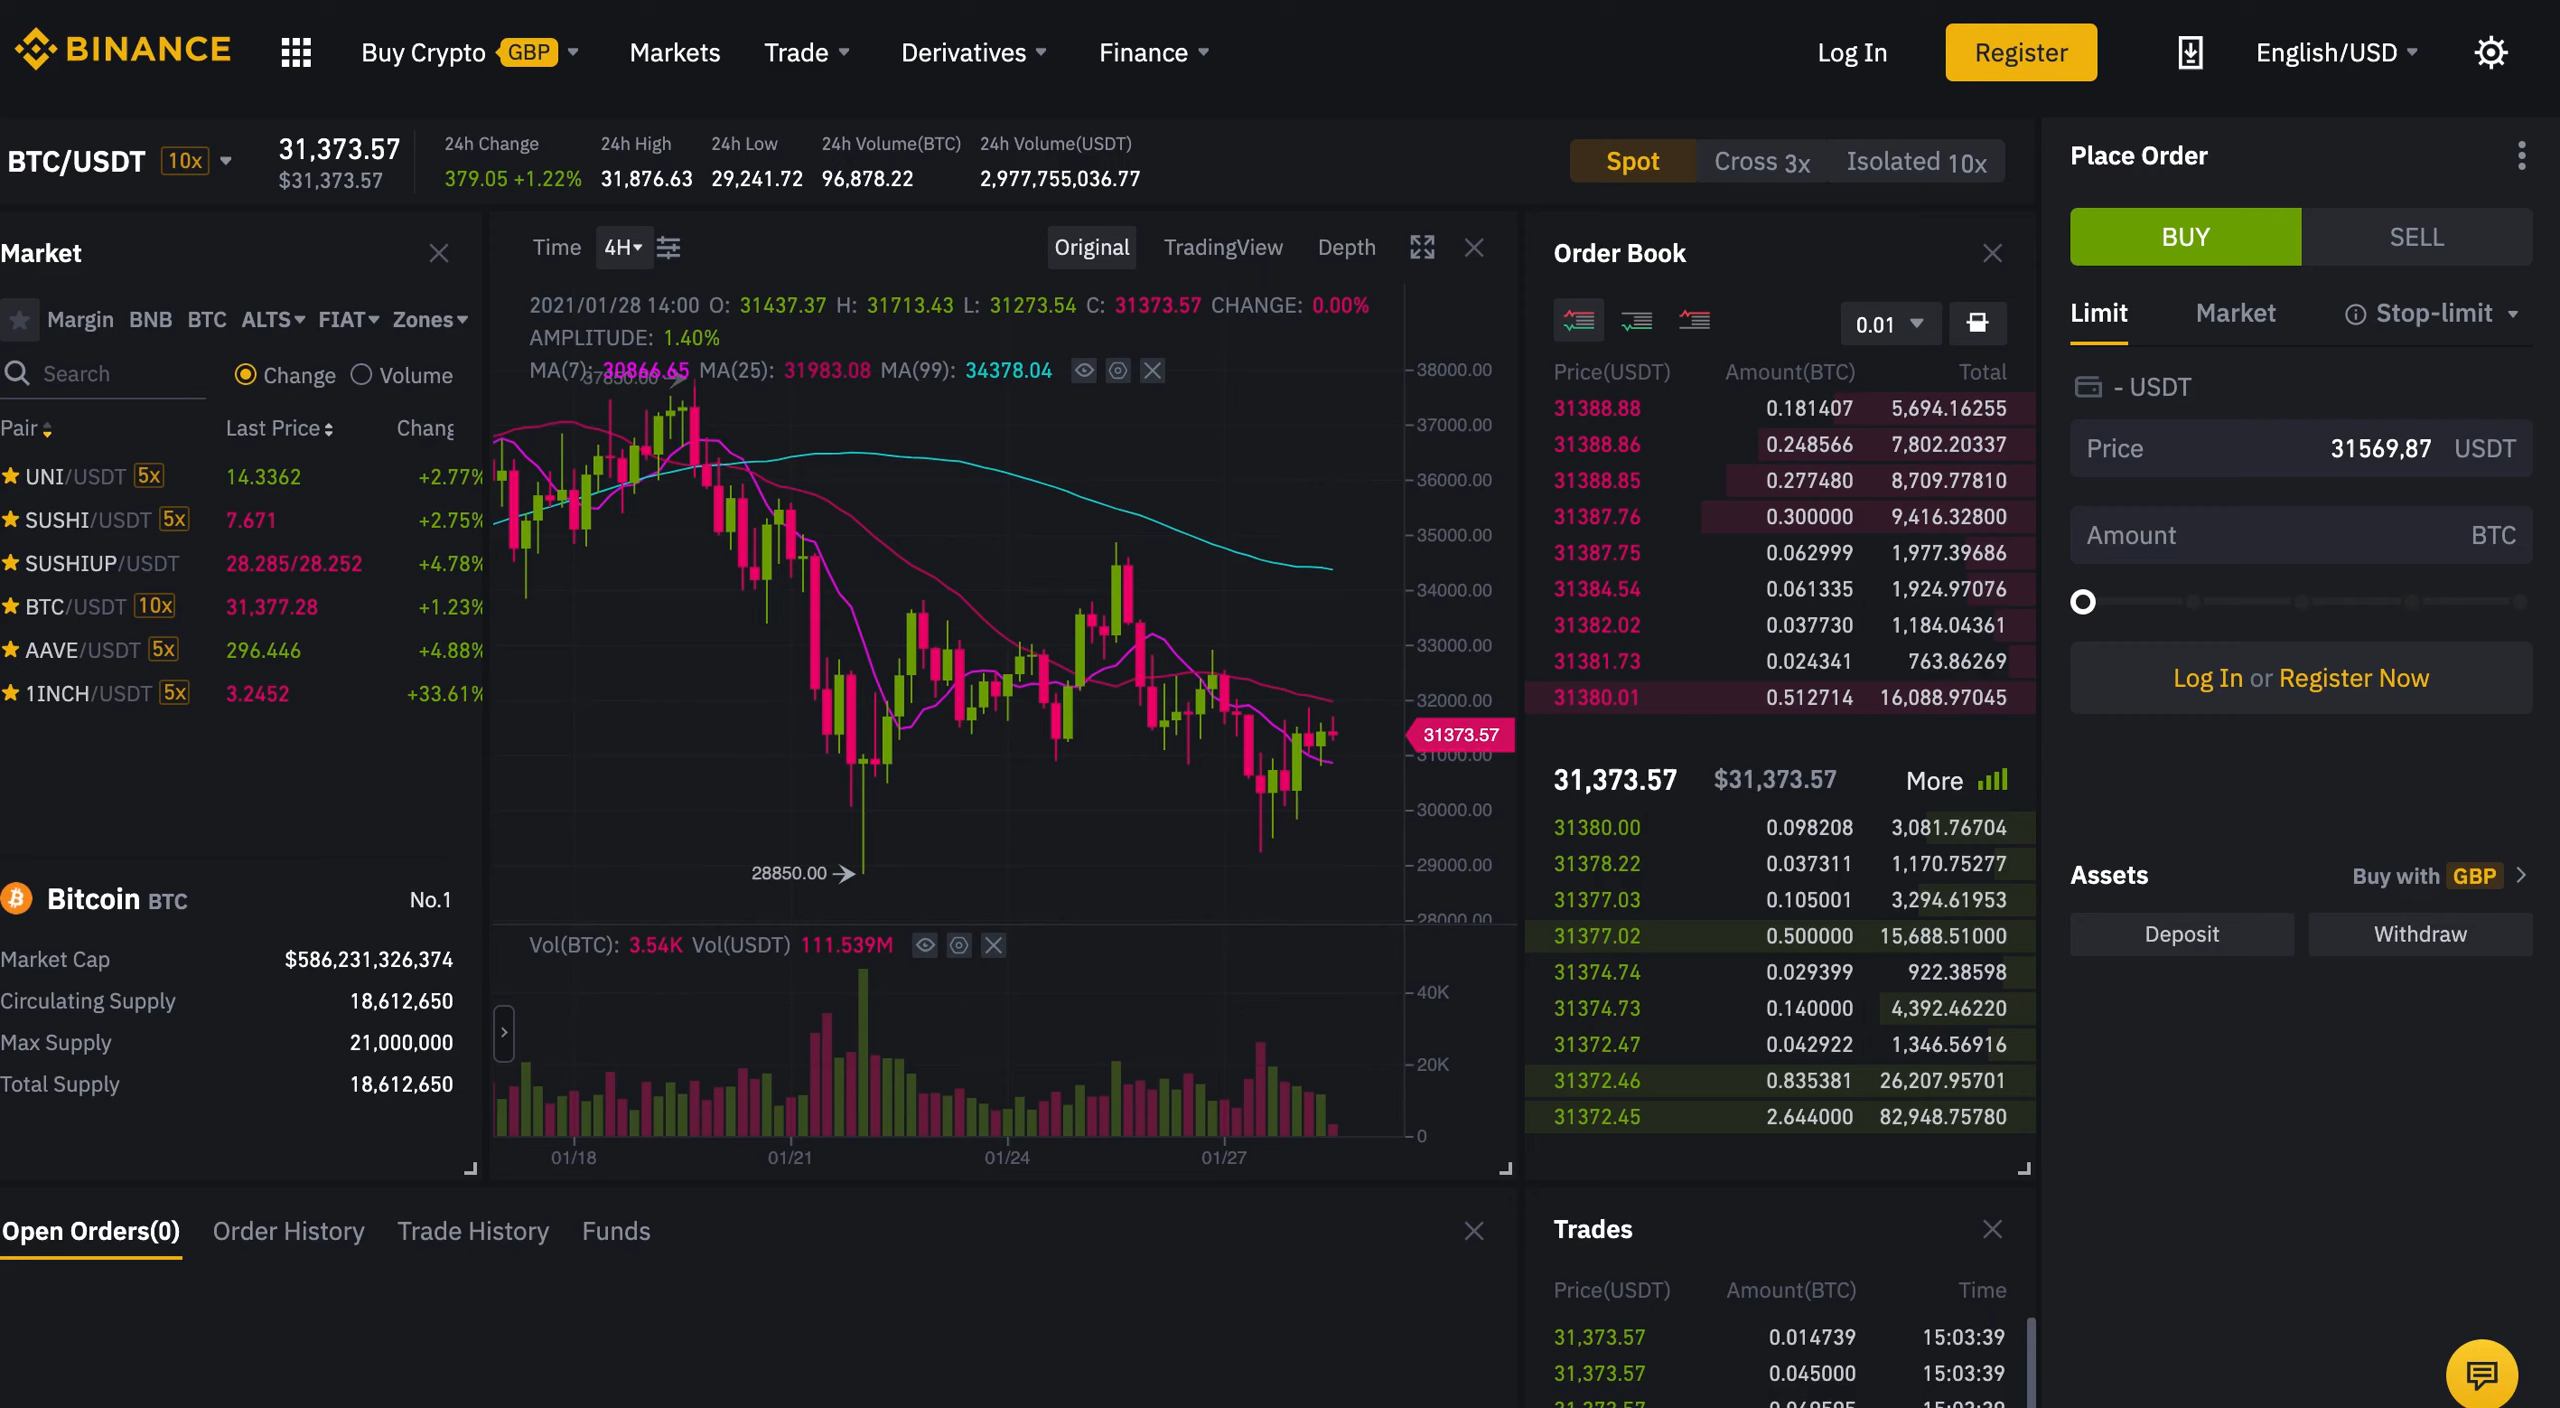 BINANCE
Buy Crypto GBP Markets Trade Derivatives Finance Log In Register English/USD
BTC/USDT 10x
31,373.57
$31,373.57
24h Change
379.05 +1.22%
24h High
31,876.63
24h Low
29,241.72
24h Volume(BTC)
96,878.22
24h Volume(USDT)
2,977,755,036.77
Spot Cross 3x Isolated 10x
Market
Margin BNB BTC ALTS FIAT Zones
Search Change Volume
Pair Last Price Chang
UNI/USDT 5x 14.3362 +2.77%
SUSHI/USDT 5x 7.671 +2.75%
SUSHIUP/USDT 28.285/28.252 +4.78%
BTC/USDT 10x 31,377.28 +1.23%
AAVE/USDT 5x 296.446 +4.88%
1INCH/USDT 5x 3.2452 +33.61%
Bitcoin BTC No.1
Market Cap $586,231,326,374
Circulating Supply 18,612,650
Max Supply 21,000,000
Total Supply 18,612,650
Time 4H Original TradingView Depth
2021/01/28 14:00 O: 31437.37 H: 31713.43 L: 31273.54 C: 31373.57 CHANGE: 0.00%
AMPLITUDE: 1.40%
MA(7): 30866.65 MA(25): 31983.08 MA(99): 34378.04
37850.00
38000.00
37000.00
36000.00
35000.00
34000.00
33000.00
32000.00
31373.57
31000.00
30000.00
29000.00
28000.00
28850.00
Vol(BTC): 3.54K Vol(USDT) 111.539M
40K
20K
0
01/18 01/21 01/24 01/27
Order Book
0.01
Price(USDT) Amount(BTC) Total
31388.88 0.181407 5,694.16255
31388.86 0.248566 7,802.20337
31388.85 0.277480 8,709.77810
31387.76 0.300000 9,416.32800
31387.75 0.062999 1,977.39686
31384.54 0.061335 1,924.97076
31382.02 0.037730 1,184.04361
31381.73 0.024341 763.86269
31380.01 0.512714 16,088.97045
31,373.57 $31,373.57 More
31380.00 0.098208 3,081.76704
31378.22 0.037311 1,170.75277
31377.03 0.105001 3,294.61953
31377.02 0.500000 15,688.51000
31374.74 0.029399 922.38598
31374.73 0.140000 4,392.46220
31372.47 0.042922 1,346.56916
31372.46 0.835381 26,207.95701
31372.45 2.644000 82,948.75780
Place Order
BUY SELL
Limit Market Stop-limit
- USDT
Price 31569,87 USDT
Amount BTC
Log In or Register Now
Assets Buy with GBP
Deposit Withdraw
Open Orders(0) Order History Trade History Funds
Trades
Price(USDT) Amount(BTC) Time
31,373.57 0.014739 15:03:39
31,373.57 0.045000 15:03:39